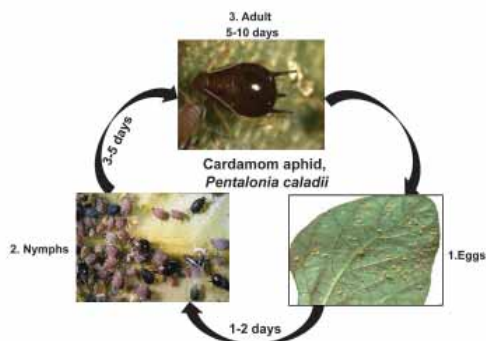 3. Adult
5-10 days
3-5 days
Cardamom aphid,
Pentalonia caladii
2. Nymphs
1.Eggs
1-2 days